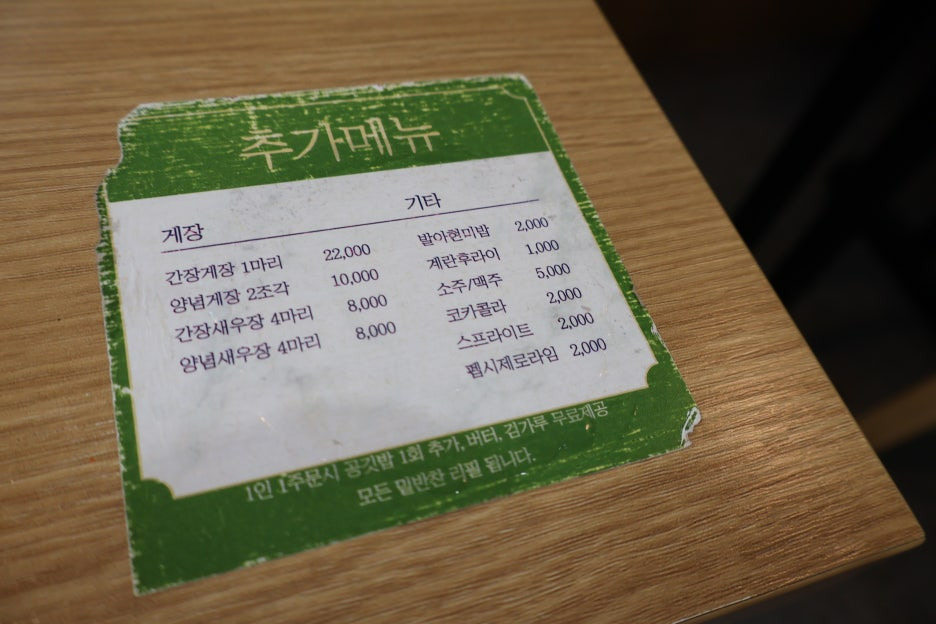 추가메뉴
게장
간장게장 1마리 22,000
양념게장 2조각 10,000
간장새우장 4마리 8,000
양념새우장 4마리 8,000
기타
발아현미밥 2,000
계란후라이 1,000
소주/맥주 5,000
코카콜라 2,000
스프라이트 2,000
펩시제로라임 2,000
1인 1주문시 공깃밥 1회 추가, 버터, 김가루 무료제공
모든 밑반찬 리필 됩니다.